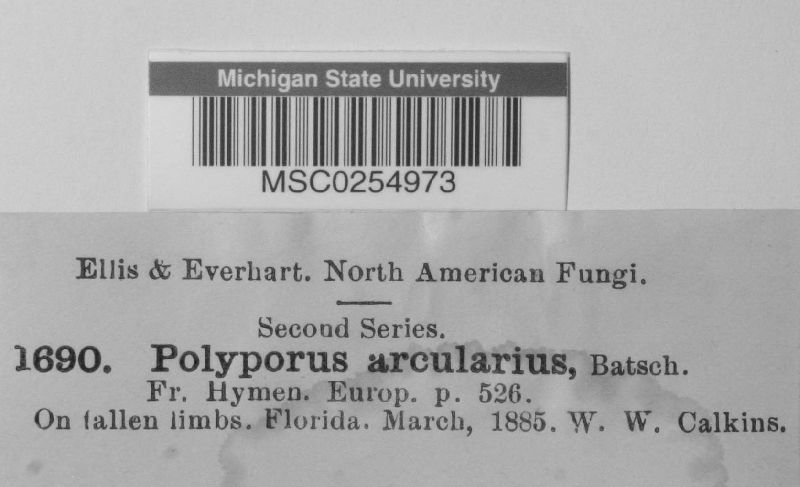 Michigan State University
MSC0254973
Ellis & Everhart. North American Fungi.
Second Series.
1690. Polyporus arcularius, Batsch.
Fr. Hymen. Europ. p. 526.
On fallen limbs. Florida. March, 1885. W. W. Calkins.